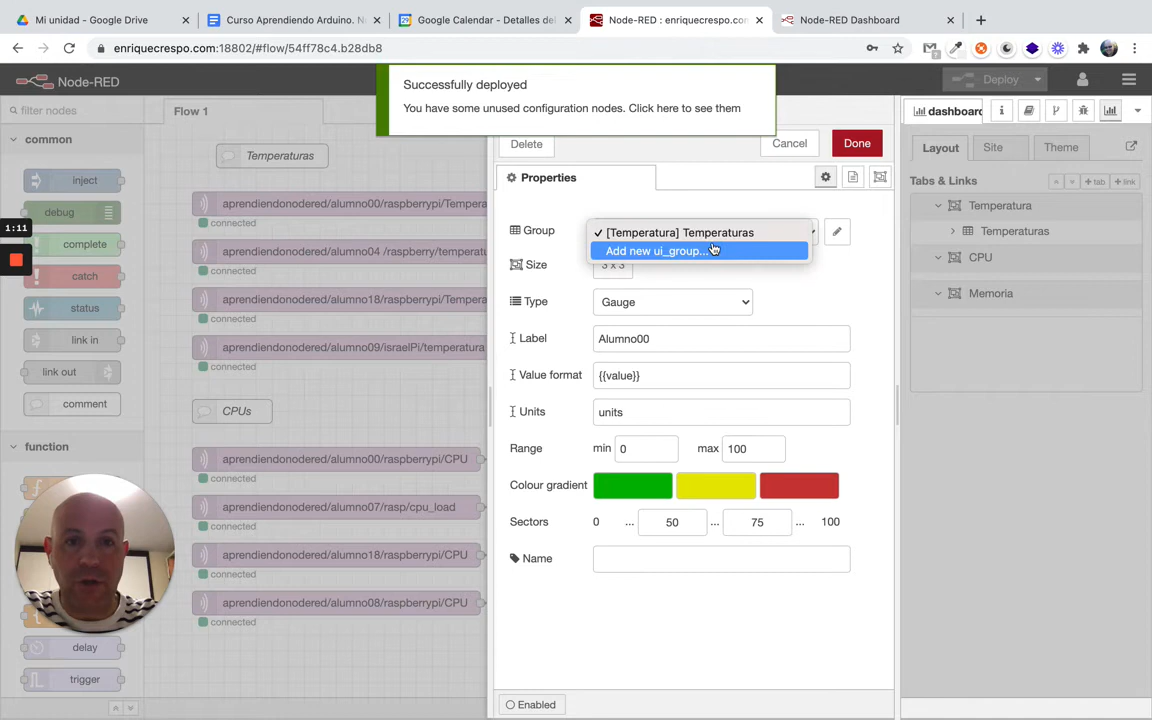 Mi unidad - Google Drive
Curso Aprendiendo Arduino. N
Google Calendar - Detalles de
Node-RED : enriquecrespo.com
Node-RED Dashboard
enriquecrespo.com:18802/#flow/54ff78c4.b28db8
Node-RED
Deploy
Successfully deployed
You have some unused configuration nodes. Click here to see them
filter nodes
Flow 1
dashboard
Delete
Cancel
Done
common
Temperaturas
Properties
Layout
Site
Theme
inject
aprendiendonodered/alumno00/raspberrypi/Tempera
connected
Tabs & Links
tab
link
debug
1:11
Group
[Temperatura] Temperaturas
Add new ui_group...
Temperatura
Temperaturas
CPU
Memoria
complete
aprendiendonodered/alumno04 /raspberry/temperatu
connected
Size
3 x 3
catch
status
aprendiendonodered/alumno18/raspberrypi/Tempera
connected
Type
Gauge
link in
aprendiendonodered/alumno09/israelPi/temperatura
connected
Label
Alumno00
link out
Value format
{{value}}
comment
CPUs
Units
units
function
aprendiendonodered/alumno00/raspberrypi/CPU
connected
Range
min
0
max
100
Colour gradient
aprendiendonodered/alumno07/rasp/cpu_load
connected
Sectors
0
...
50
...
75
...
100
aprendiendonodered/alumno18/raspberrypi/CPU
connected
Name
aprendiendonodered/alumno08/raspberrypi/CPU
connected
delay
trigger
Enabled